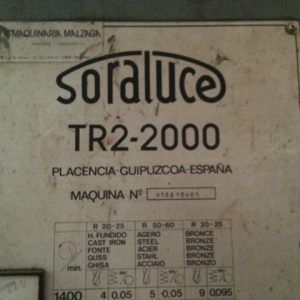 MAQUINARIA MALZAGA
soraluce
TR2-2000
PLACENCIA-GUIPUZCOA-ESPAÑA
MAQUINA Nº
R 20-25 R 50-60 R 20-25
H. FUNDIDO AGERO BRONCE
CAST IRON STEEL BRONZE
FONTE ACIER BRONZE
GUSS STAHL BRONZE
GHISA ACCIAIO BRONZO
min.
1400 4 0.05 5 0.05 9 0.095